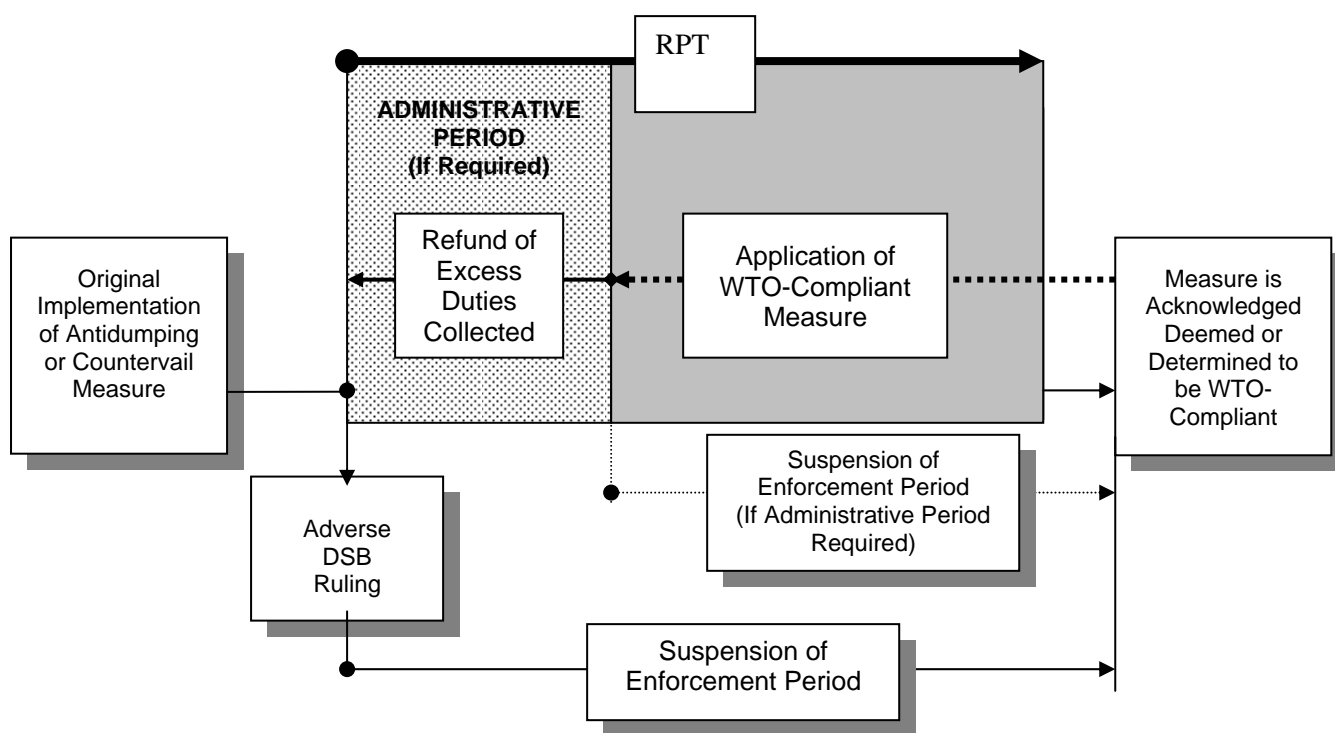 RPT
ADMINISTRATIVE
PERIOD
(If Required)
Refund of
Excess
Duties
Collected
Application of
WTO-Compliant
Measure
Original
Implementation
of Antidumping
or Countervail
Measure
Measure is
Acknowledged
Deemed or
Determined to
be WTO-
Compliant
Suspension of
Enforcement Period
(If Administrative Period
Required)
Adverse
DSB
Ruling
Suspension of
Enforcement Period